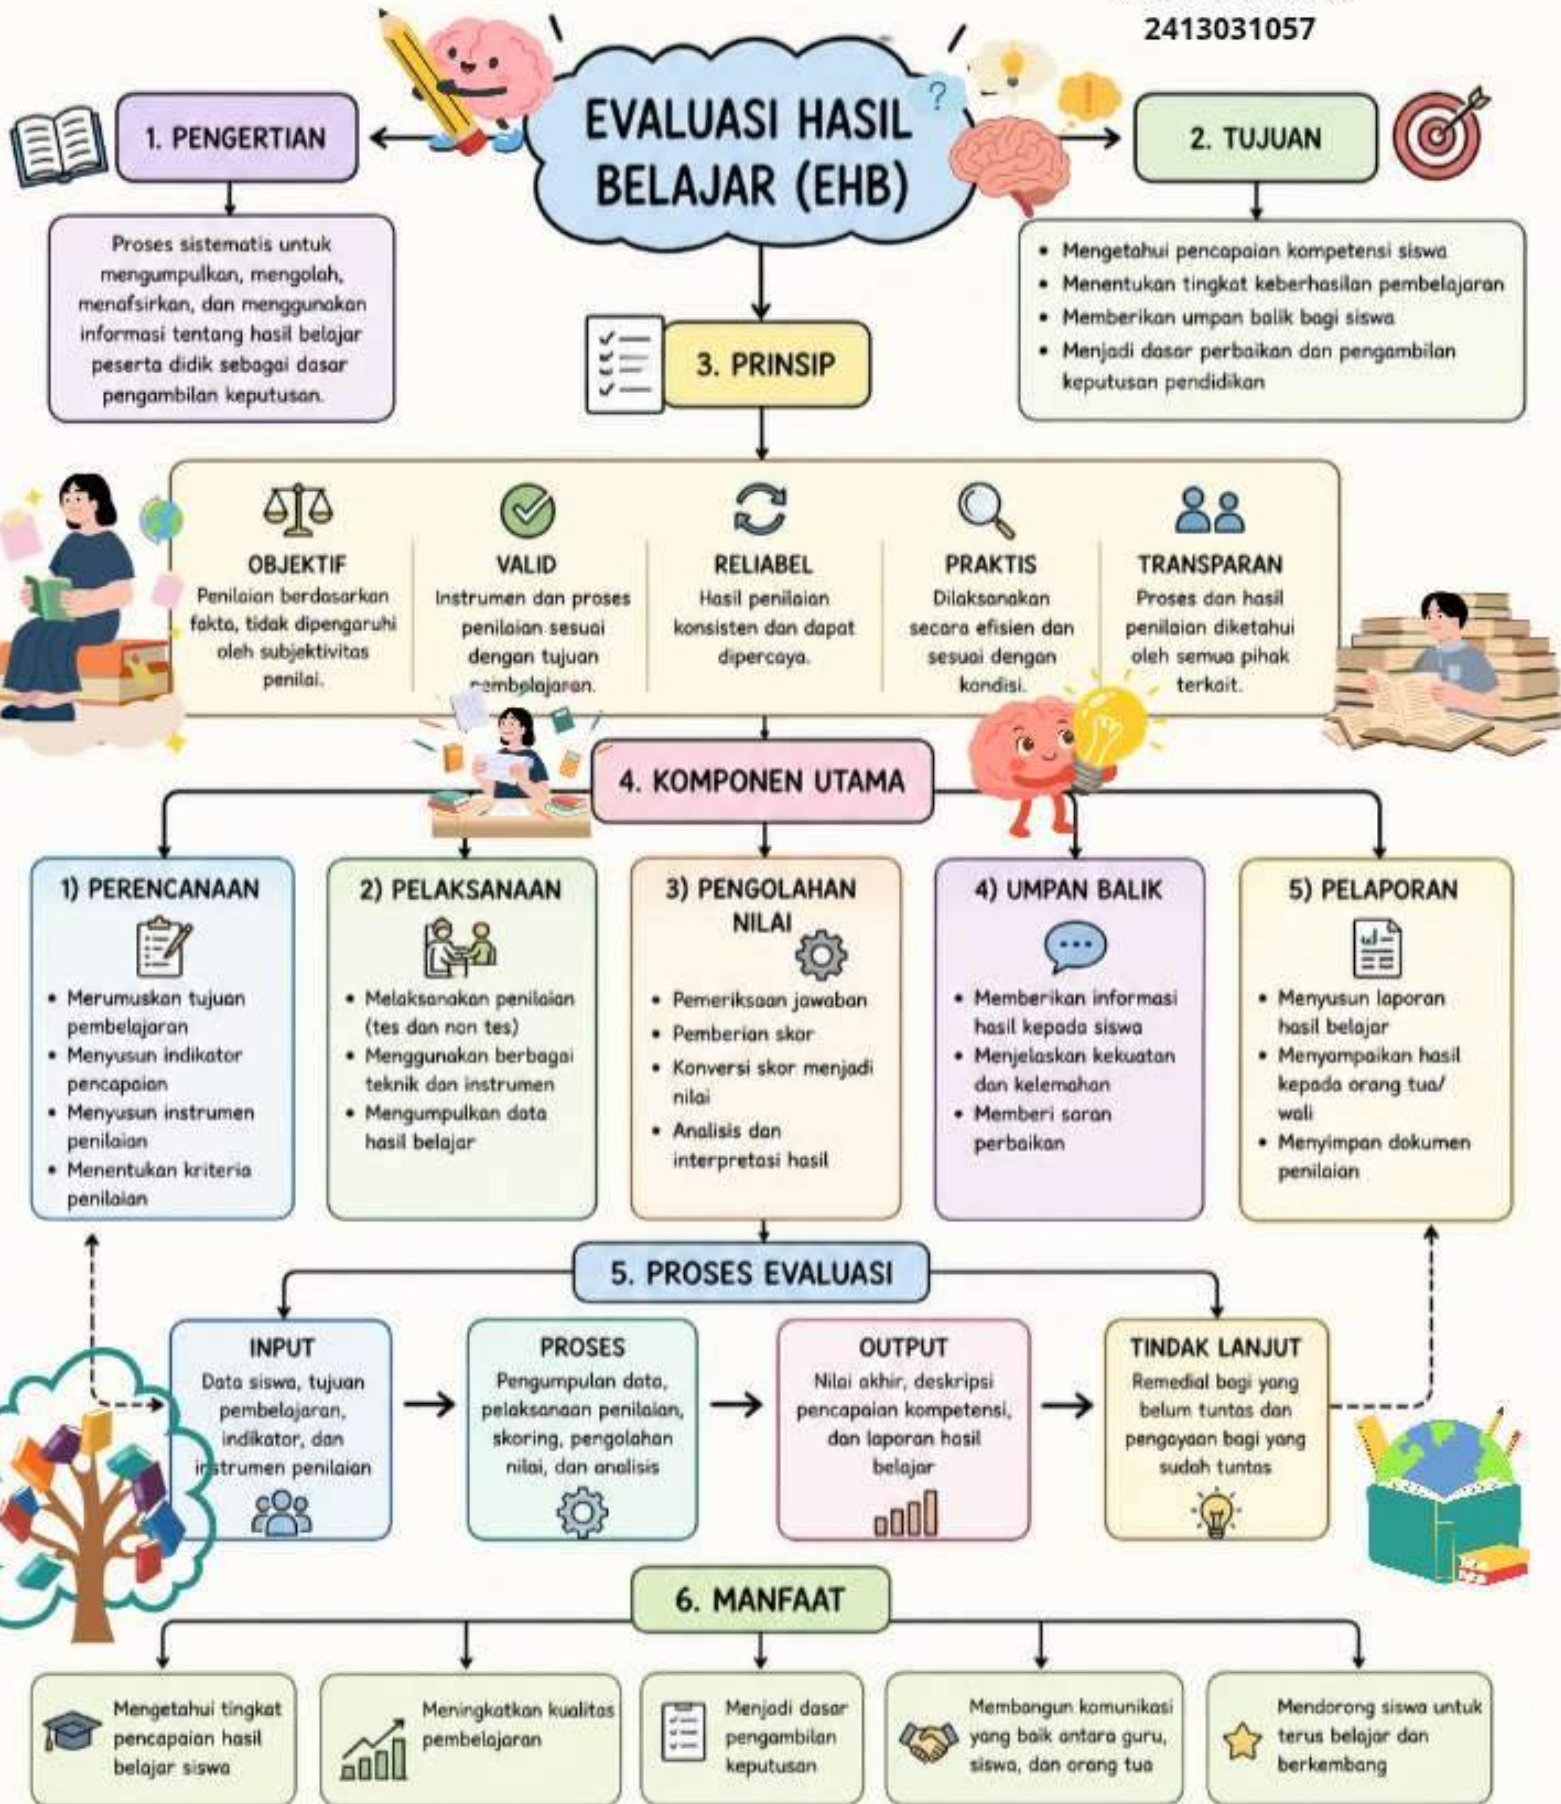 2413031057
EVALUASI HASIL
BELAJAR (EHB)
1. PENGERTIAN
Proses sistematis untuk
mengumpulkan, mengolah,
menafsirkan, dan menggunakan
informasi tentang hasil belajar
peserta didik sebagai dasar
pengambilan keputusan.
2. TUJUAN
• Mengetahui pencapaian kompetensi siswa
• Menentukan tingkat keberhasilan pembelajaran
• Memberikan umpan balik bagi siswa
• Menjadi dasar perbaikan dan pengambilan
keputusan pendidikan
3. PRINSIP
OBJEKTIF
Penilaian berdasarkan
fakta, tidak dipengaruhi
oleh subjektivitas
penilai.
VALID
Instrumen dan proses
penilaian sesuai
dengan tujuan
pembelajaran.
RELIABEL
Hasil penilaian
konsisten dan dapat
dipercaya.
PRAKTIS
Dilaksanakan
secara efisien dan
sesuai dengan
kondisi.
TRANSPARAN
Proses dan hasil
penilaian diketahui
oleh semua pihak
terkait.
4. KOMPONEN UTAMA
1) PERENCANAAN
• Merumuskan tujuan
pembelajaran
• Menyusun indikator
pencapaian
• Menyusun instrumen
penilaian
• Menentukan kriteria
penilaian
2) PELAKSANAAN
• Melaksanakan penilaian
(tes dan non tes)
• Menggunakan berbagai
teknik dan instrumen
• Mengumpulkan data
hasil belajar
3) PENGOLAHAN
NILAI
• Pemeriksaan jawaban
• Pemberian skor
• Konversi skor menjadi
nilai
• Analisis dan
interpretasi hasil
4) UMPAN BALIK
• Memberikan informasi
hasil kepada siswa
• Menjelaskan kekuatan
dan kelemahan
• Memberi saran
perbaikan
5) PELAPORAN
• Menyusun laporan
hasil belajar
• Menyampaikan hasil
kepada orang tua/
wali
• Menyimpan dokumen
penilaian
5. PROSES EVALUASI
INPUT
Data siswa, tujuan
pembelajaran,
indikator, dan
instrumen penilaian
PROSES
Pengumpulan data,
pelaksanaan penilaian,
skoring, pengolahan
nilai, dan analisis
OUTPUT
Nilai akhir, deskripsi
pencapaian kompetensi,
dan laporan hasil
belajar
TINDAK LANJUT
Remedial bagi yang
belum tuntas dan
pengayaan bagi yang
sudah tuntas
6. MANFAAT
Mengetahui tingkat
pencapaian hasil
belajar siswa
Meningkatkan kualitas
pembelajaran
Menjadi dasar
pengambilan
keputusan
Membangun komunikasi
yang baik antara guru,
siswa, dan orang tua
Mendorong siswa untuk
terus belajar dan
berkembang